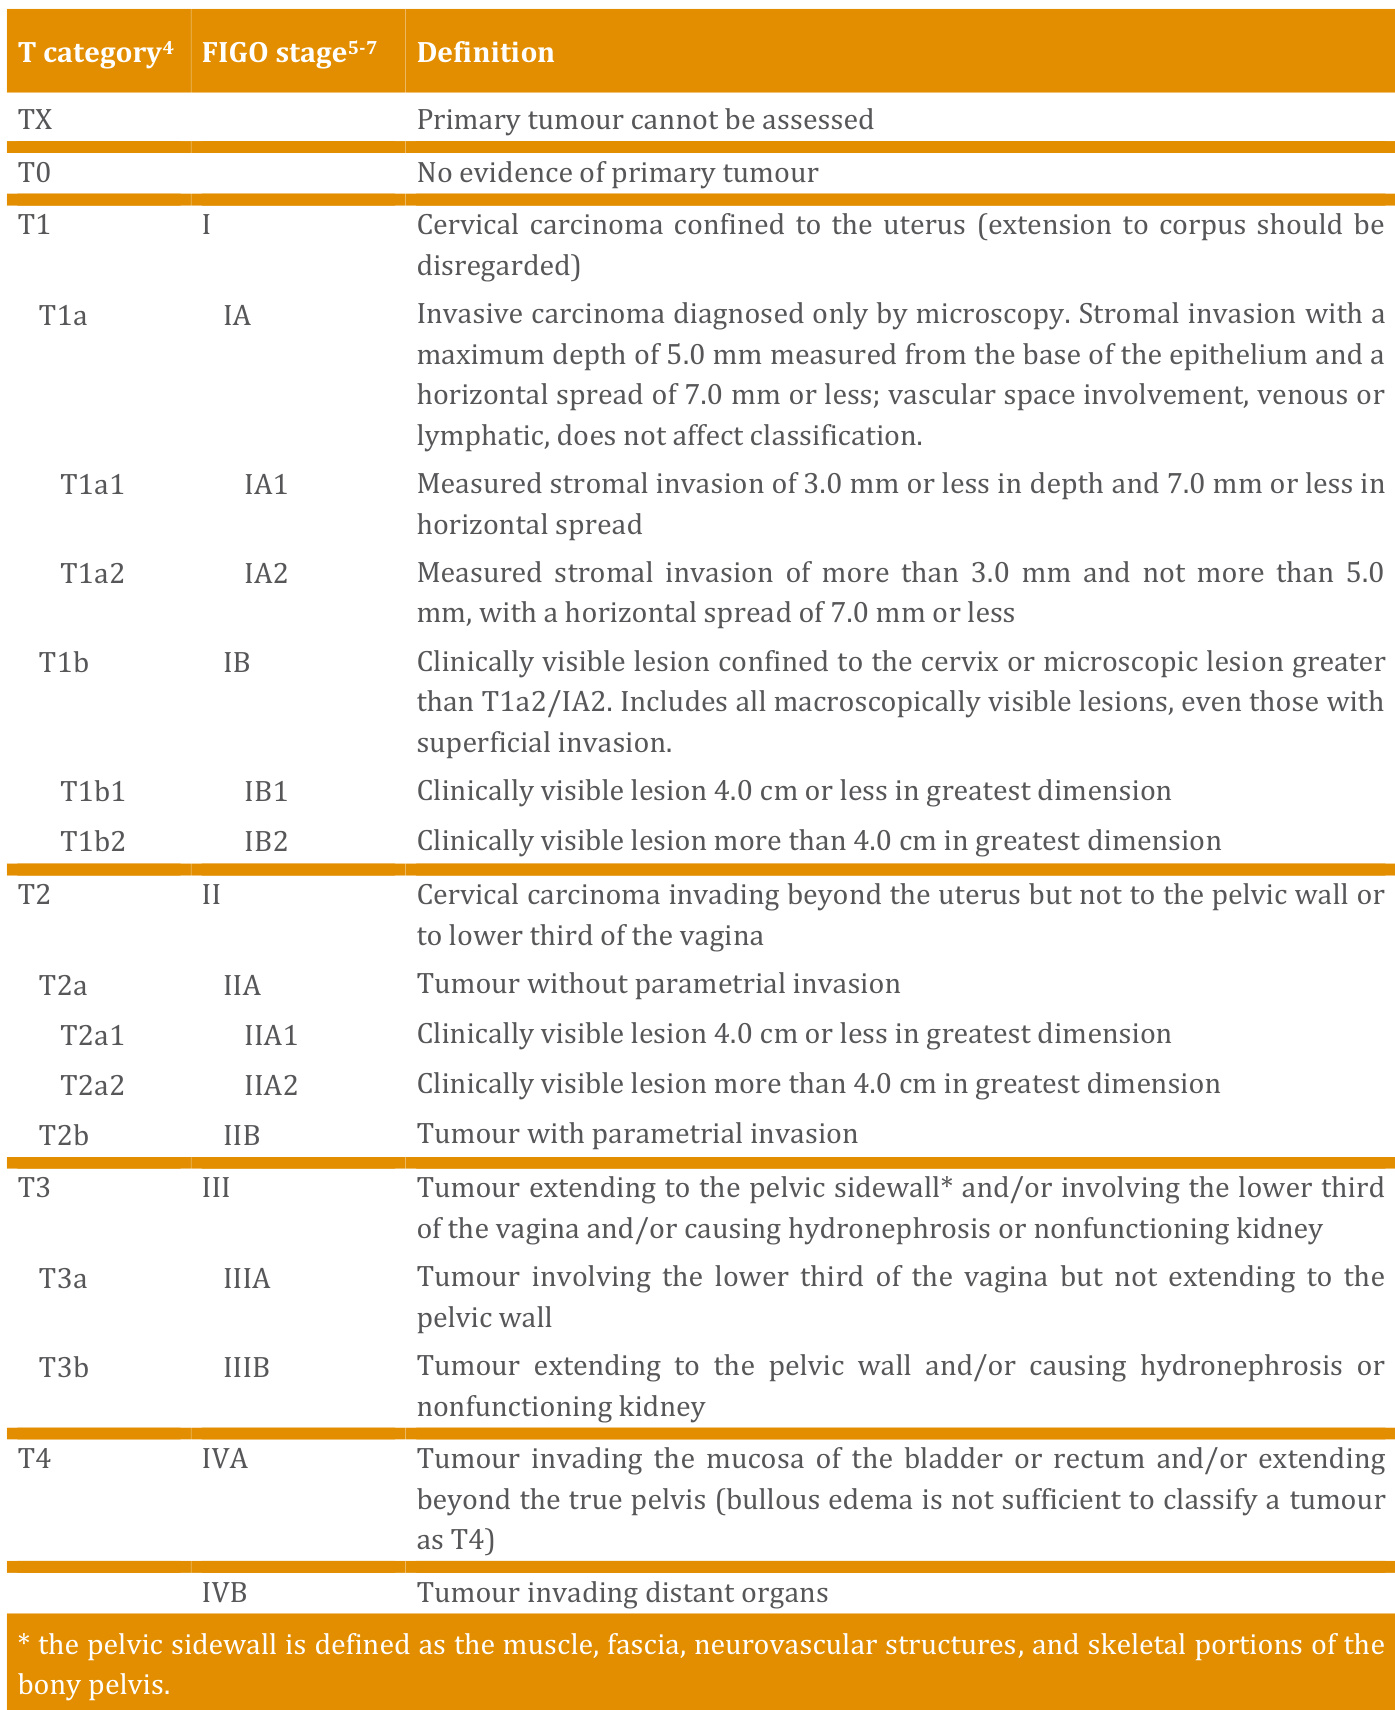 T category⁴ FIGO stage⁵⁻⁷ Definition
TX Primary tumour cannot be assessed
T0 No evidence of primary tumour
T1 I Cervical carcinoma confined to the uterus (extension to corpus should be
disregarded)
T1a IA Invasive carcinoma diagnosed only by microscopy. Stromal invasion with a
maximum depth of 5.0 mm measured from the base of the epithelium and a
horizontal spread of 7.0 mm or less; vascular space involvement, venous or
lymphatic, does not affect classification.
T1a1 IA1 Measured stromal invasion of 3.0 mm or less in depth and 7.0 mm or less in
horizontal spread
T1a2 IA2 Measured stromal invasion of more than 3.0 mm and not more than 5.0
mm, with a horizontal spread of 7.0 mm or less
T1b IB Clinically visible lesion confined to the cervix or microscopic lesion greater
than T1a2/IA2. Includes all macroscopically visible lesions, even those with
superficial invasion.
T1b1 IB1 Clinically visible lesion 4.0 cm or less in greatest dimension
T1b2 IB2 Clinically visible lesion more than 4.0 cm in greatest dimension
T2 II Cervical carcinoma invading beyond the uterus but not to the pelvic wall or
to lower third of the vagina
T2a IIA Tumour without parametrial invasion
T2a1 IIA1 Clinically visible lesion 4.0 cm or less in greatest dimension
T2a2 IIA2 Clinically visible lesion more than 4.0 cm in greatest dimension
T2b IIB Tumour with parametrial invasion
T3 III Tumour extending to the pelvic sidewall* and/or involving the lower third
of the vagina and/or causing hydronephrosis or nonfunctioning kidney
T3a IIIA Tumour involving the lower third of the vagina but not extending to the
pelvic wall
T3b IIIB Tumour extending to the pelvic wall and/or causing hydronephrosis or
nonfunctioning kidney
T4 IVA Tumour invading the mucosa of the bladder or rectum and/or extending
beyond the true pelvis (bullous edema is not sufficient to classify a tumour
as T4)
IVB Tumour invading distant organs
* the pelvic sidewall is defined as the muscle, fascia, neurovascular structures, and skeletal portions of the
bony pelvis.